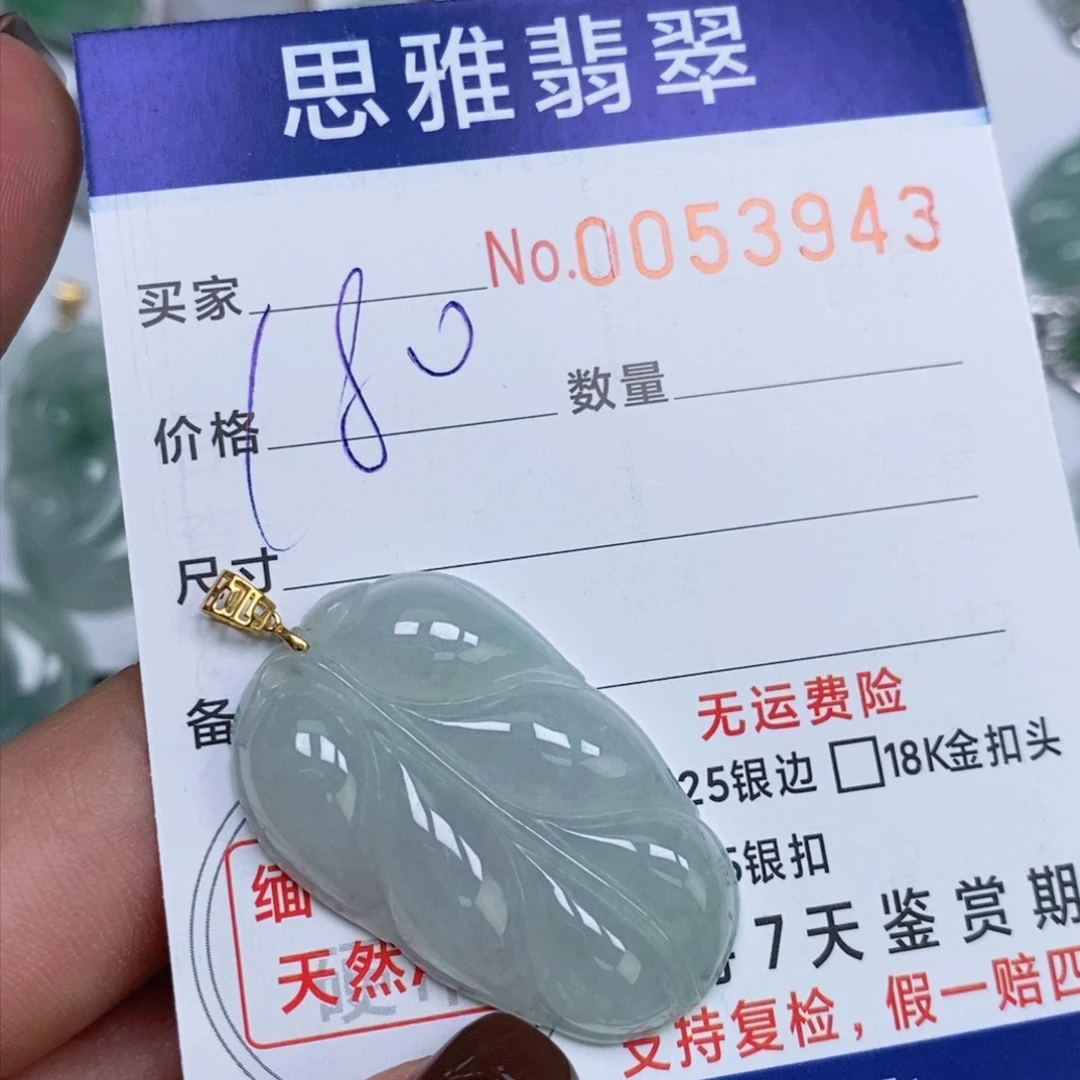 思雅翡翠
No.0053943
买家
180
价格 数量
尺寸
备
无运费险
25银边 □18K金扣头
5银扣
缅
天然
7天鉴赏期
支持复检，假一赔四